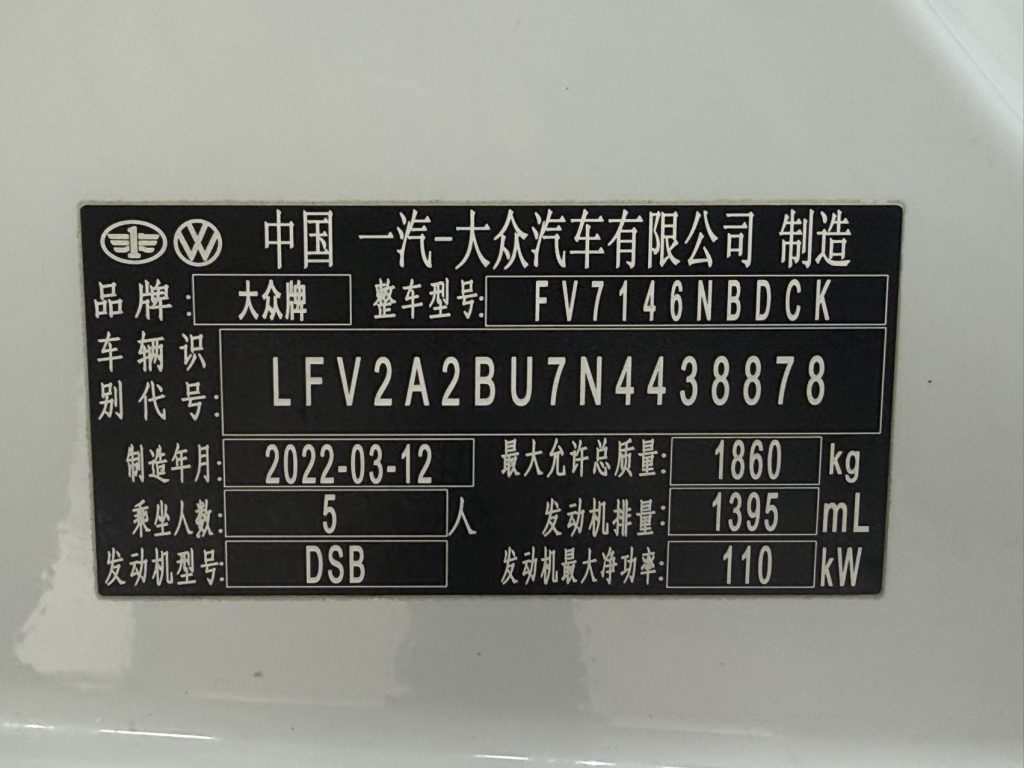 中国 一汽-大众汽车有限公司 制造
品牌: 大众牌 整车型号: FV7146NBDCK
车辆识别代号: LFV2A2BU7N4438878
制造年月: 2022-03-12 最大允许总质量: 1860 kg
乘坐人数: 5 人 发动机排量: 1395 mL
发动机型号: DSB 发动机最大净功率: 110 kW